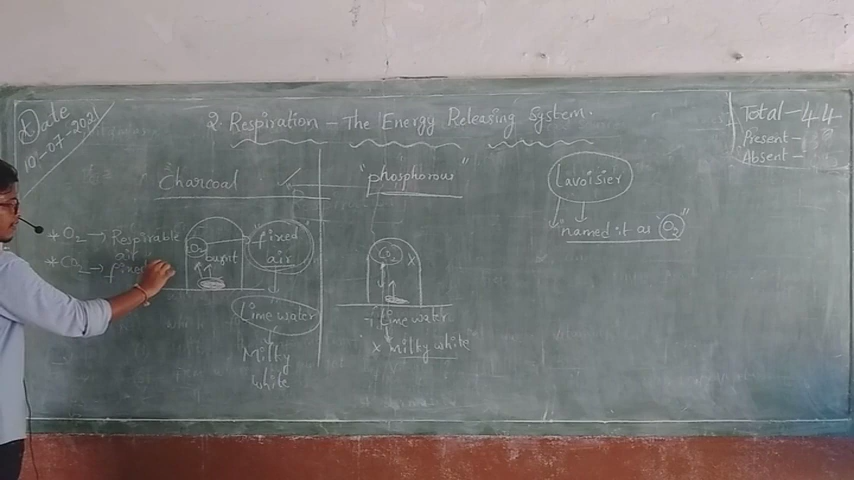 Date
10-07-2021
2. Respiration - The Energy Releasing System.
Total - 44
Present -
Absent -
Charcoal
"phosphorous"
Lavoisier
"named it as O2"
* O2 → Respirable
air
* Co2 → fixed
O2
burnt
"fixed
air"
Lime water
Milky
white
CO2 x
Lime water
x Milky white